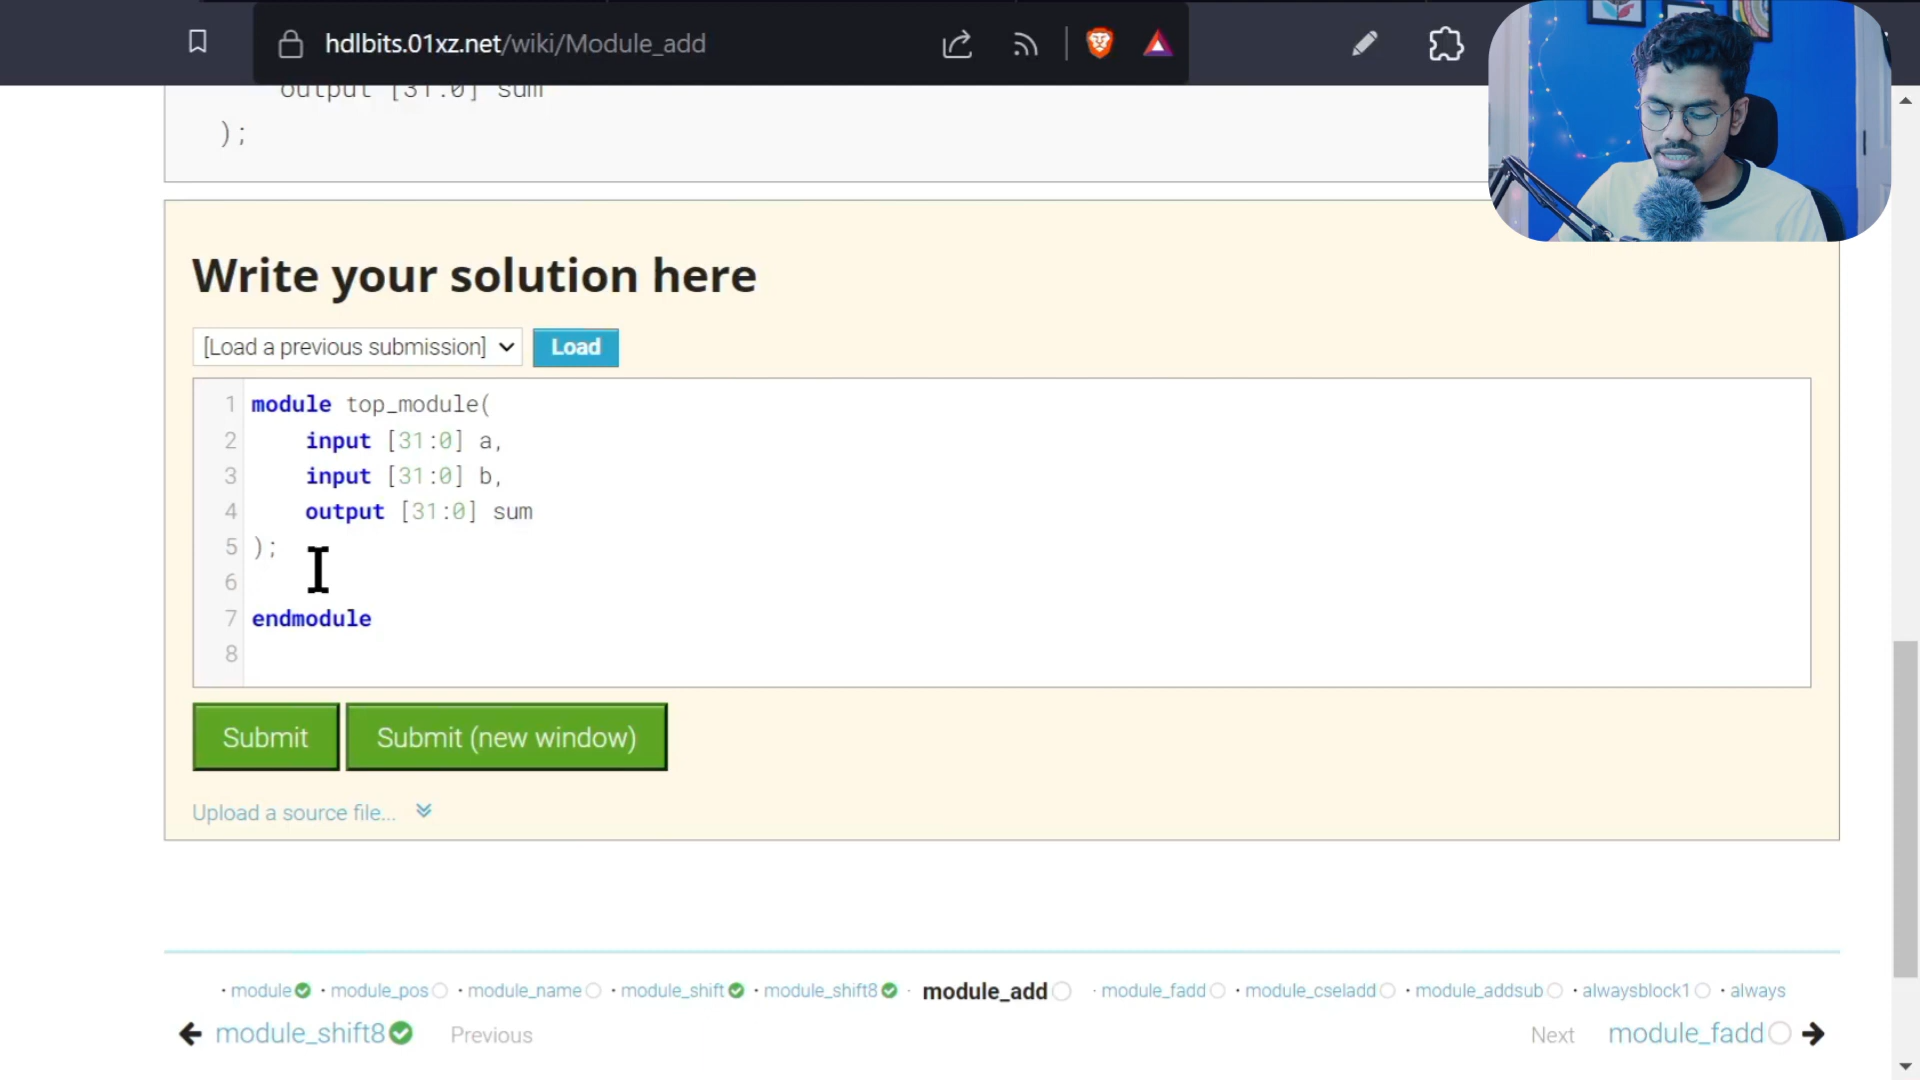 hdlbits.01xz.net/wiki/Module_add
output [31:0] sum
);
Write your solution here
[Load a previous submission]
Load
1 module top_module(
2 input [31:0] a,
3 input [31:0] b,
4 output [31:0] sum
5 );
6
7 endmodule
8
Submit
Submit (new window)
Upload a source file...
· module · module_pos · module_name · module_shift · module_shift8 · module_add · module_fadd · module_cseladd · module_addsub · alwaysblock1 · always
module_shift8 Previous
Next module_fadd